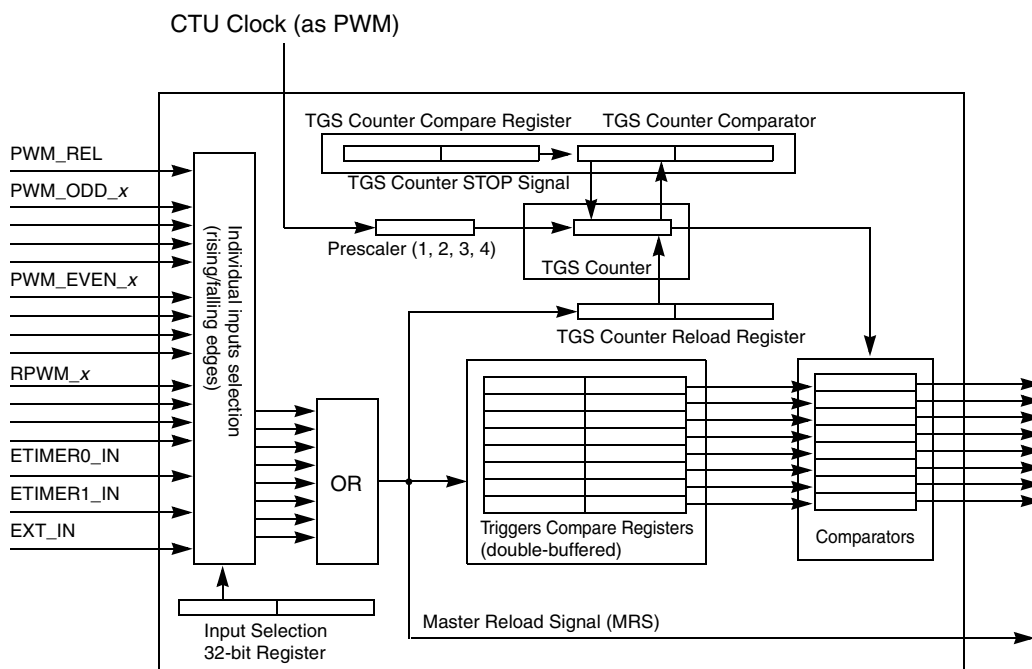 CTU Clock (as PWM)
TGS Counter Compare Register
TGS Counter Comparator
PWM_REL
PWM_ODD_x
PWM_EVEN_x
RPWM_x
ETIMER0_IN
ETIMER1_IN
EXT_IN
Individual inputs selection
(rising/falling edges)
TGS Counter STOP Signal
Prescaler (1, 2, 3, 4)
TGS Counter
TGS Counter Reload Register
OR
Triggers Compare Registers
(double-buffered)
Comparators
Master Reload Signal (MRS)
Input Selection
32-bit Register